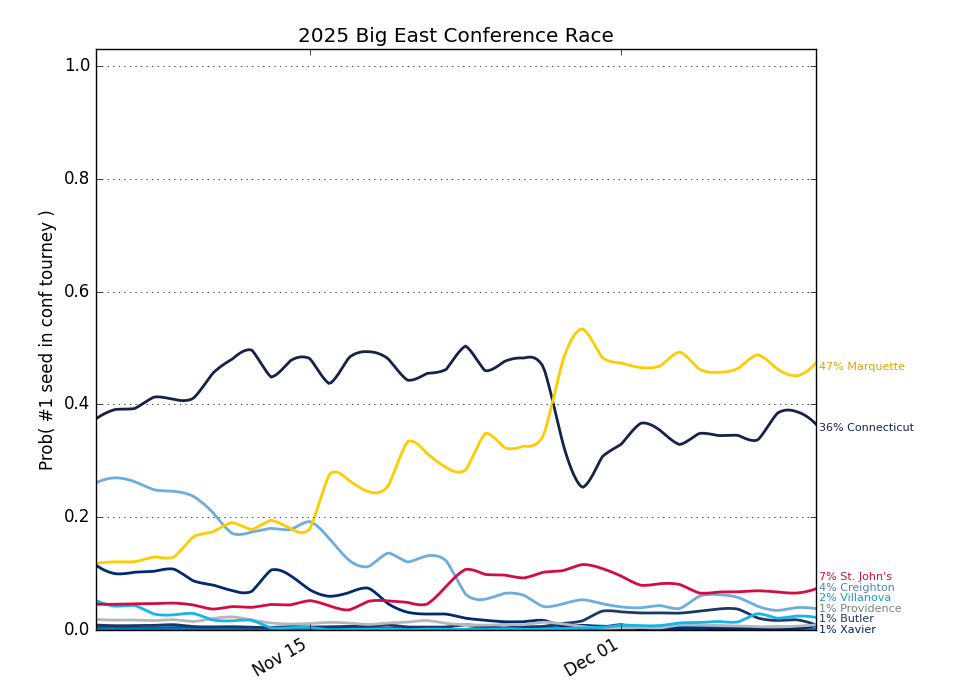 2025 Big East Conference Race
Prob( #1 seed in conf tourney )
1.0
0.8
0.6
0.4
0.2
0.0
Nov 15
Dec 01
47% Marquette
36% Connecticut
7% St. John's
4% Creighton
2% Villanova
1% Providence
1% Butler
1% Xavier